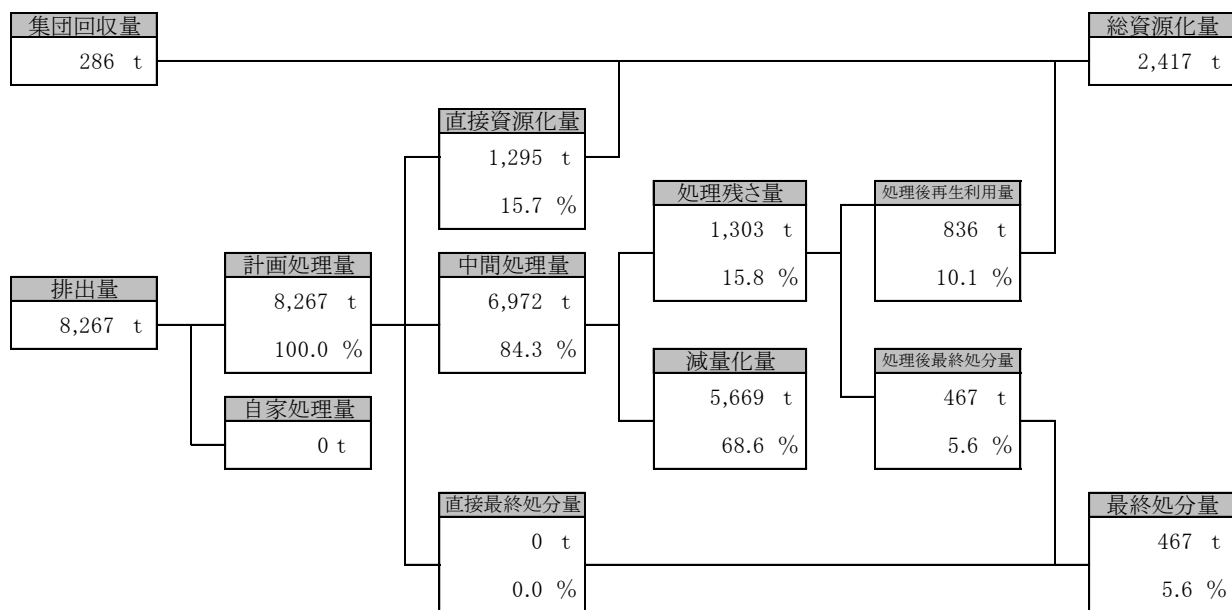 集団回収量
286 t
総資源化量
2,417 t
直接資源化量
1,295 t
15.7 %
処理残さ量
1,303 t
15.8 %
処理後再生利用量
836 t
10.1 %
排出量
8,267 t
計画処理量
8,267 t
100.0 %
中間処理量
6,972 t
84.3 %
減量化量
5,669 t
68.6 %
処理後最終処分量
467 t
5.6 %
自家処理量
0 t
直接最終処分量
0 t
0.0 %
最終処分量
467 t
5.6 %